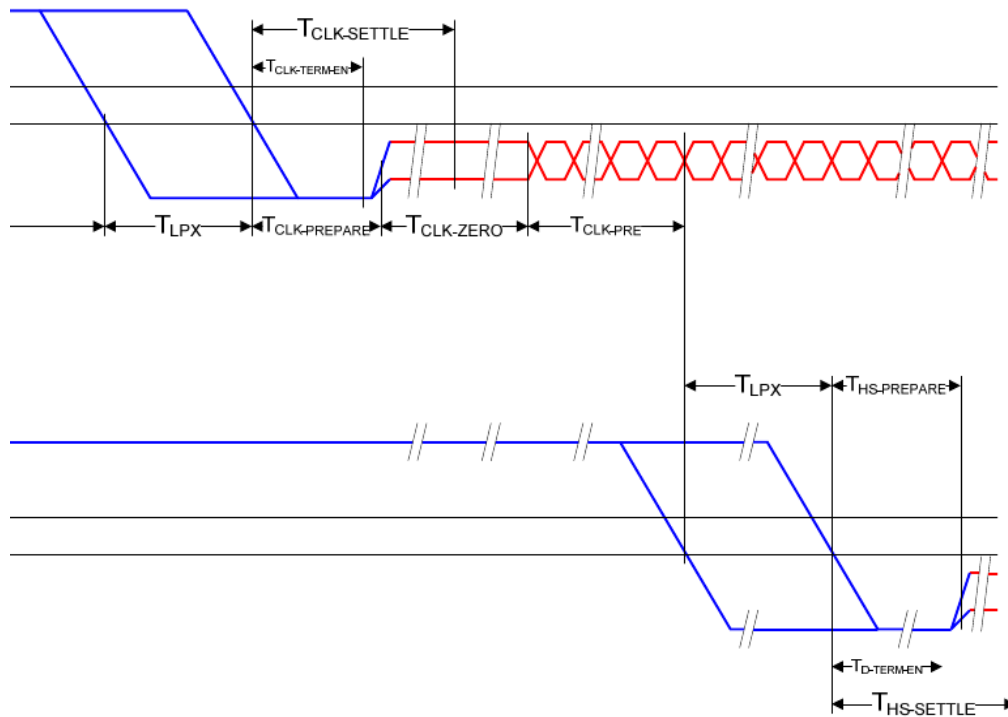 TCLK-SETTLE
TCLK-TERM-EN
TLPX
TCLK-PREPARE
TCLK-ZERO
TCLK-PRE
TLPX
THS-PREPARE
TD-TERM-EN
THS-SETTLE